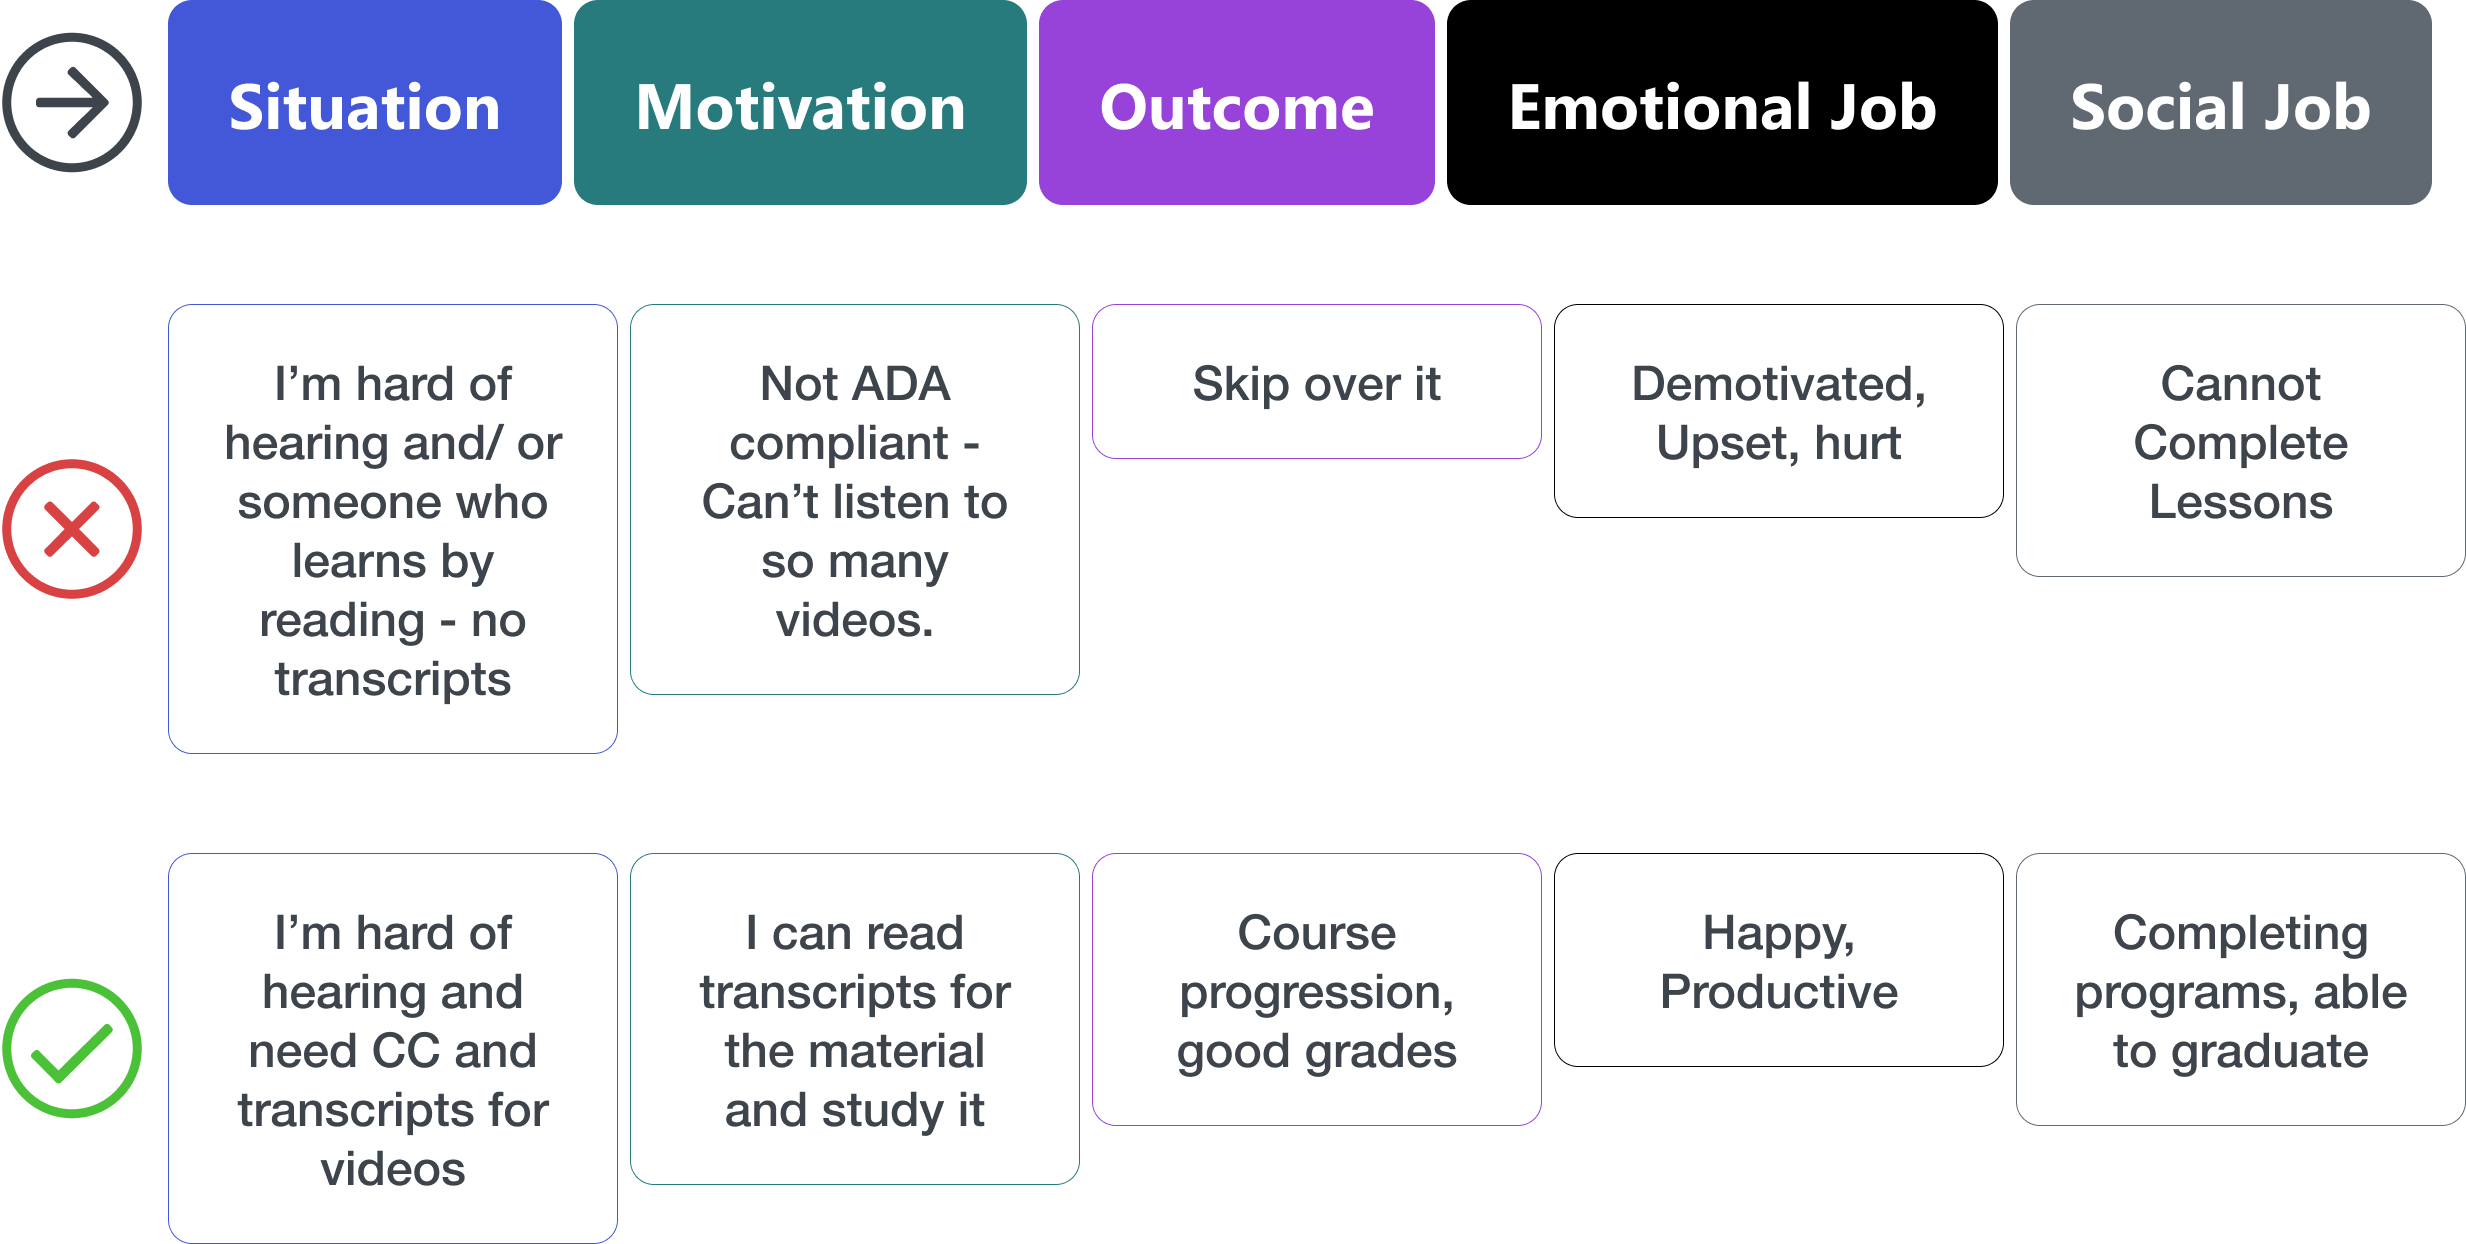 Situation
Motivation
Outcome
Emotional Job
Social Job
I’m hard of
hearing and/ or
someone who
learns by
reading - no
transcripts
Not ADA
compliant -
Can’t listen to
so many
videos.
Skip over it
Demotivated,
Upset, hurt
Cannot
Complete
Lessons
I’m hard of
hearing and
need CC and
transcripts for
videos
I can read
transcripts for
the material
and study it
Course
progression,
good grades
Happy,
Productive
Completing
programs, able
to graduate